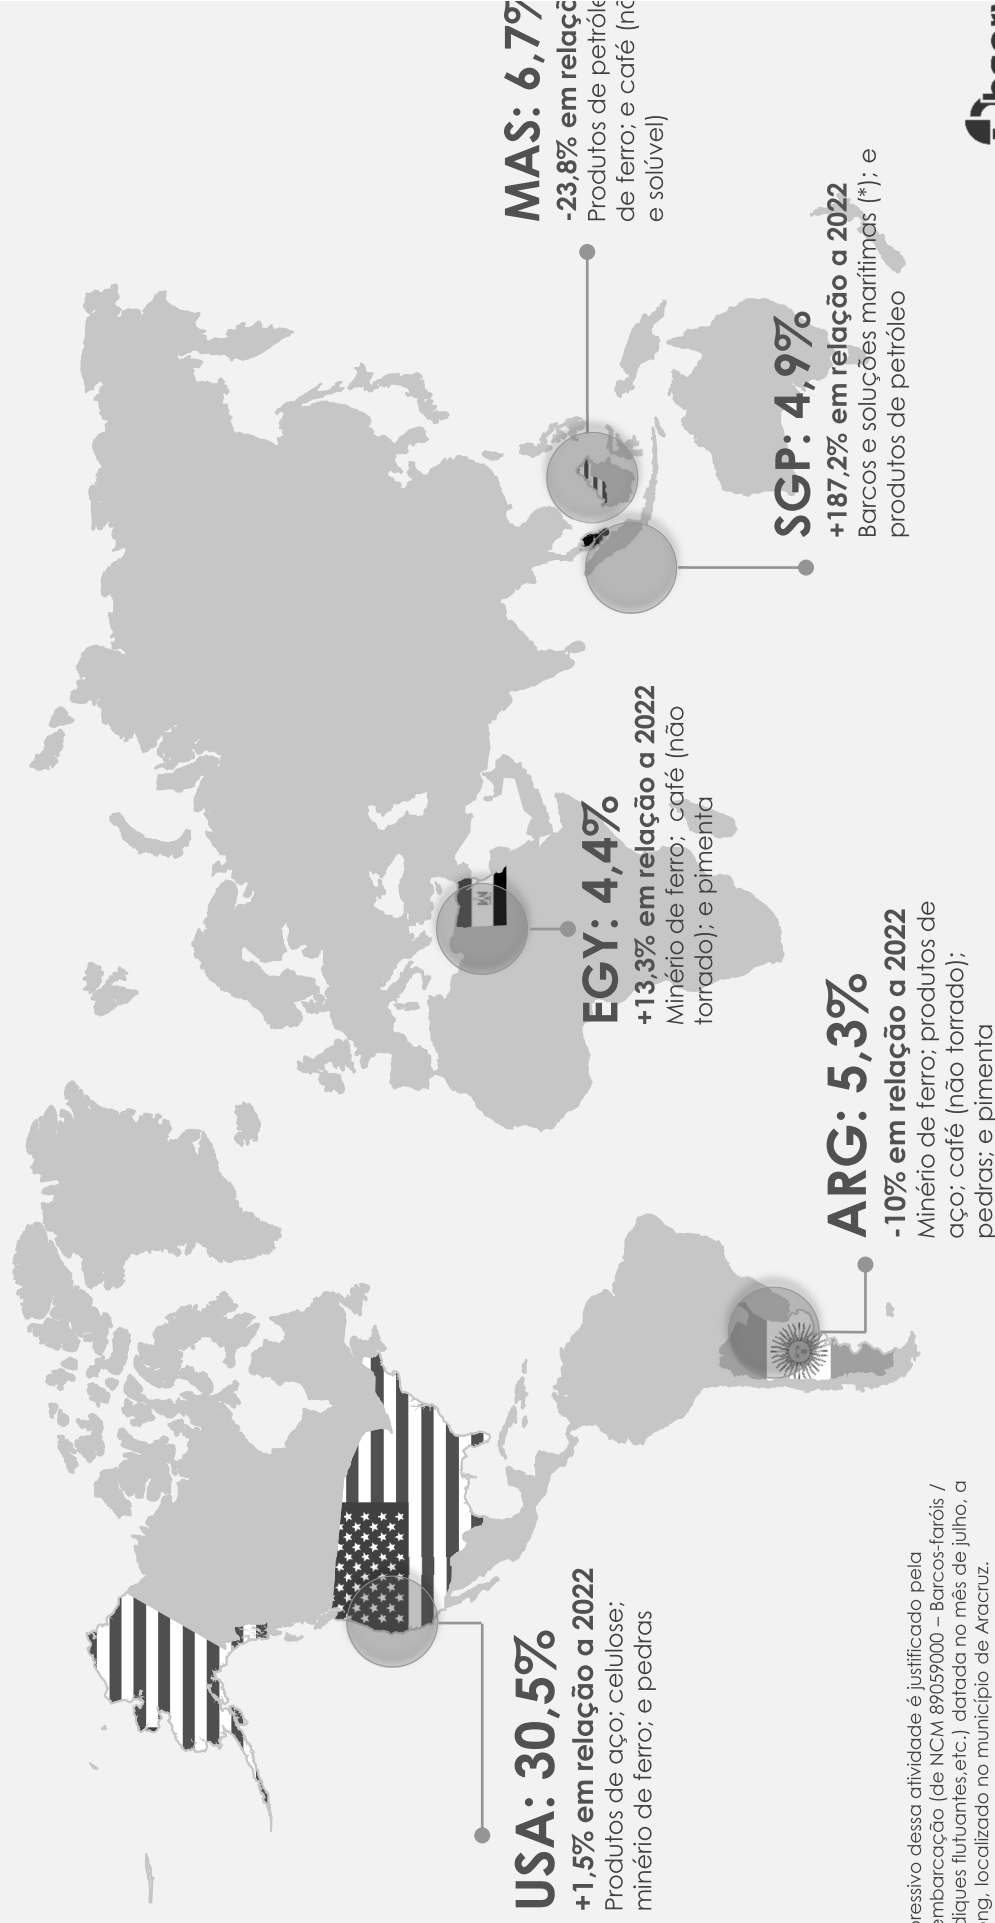 USA: 30,5%
+1,5% em relação a 2022
Produtos de aço; celulose;
minério de ferro; e pedras
ARG: 5,3%
-10% em relação a 2022
Minério de ferro; produtos de
aço; café (não torrado);
pedras; e pimenta
EGY: 4,4%
+13,3% em relação a 2022
Minério de ferro; café (não
torrado); e pimenta
SGP: 4,9%
+187,2% em relação a 2022
Barcos e soluções marítimas (*); e
produtos de petróleo
MAS: 6,7%
-23,8% em relaçã
Produtos de petróle
de ferro; e café (nã
e solúvel)
ressivo dessa atividade é justificado pela
embarcação (de NCM 89059000 – Barcos-faróis /
diques flutuantes,etc.) datada no mês de julho, a
ng, localizado no município de Aracruz.